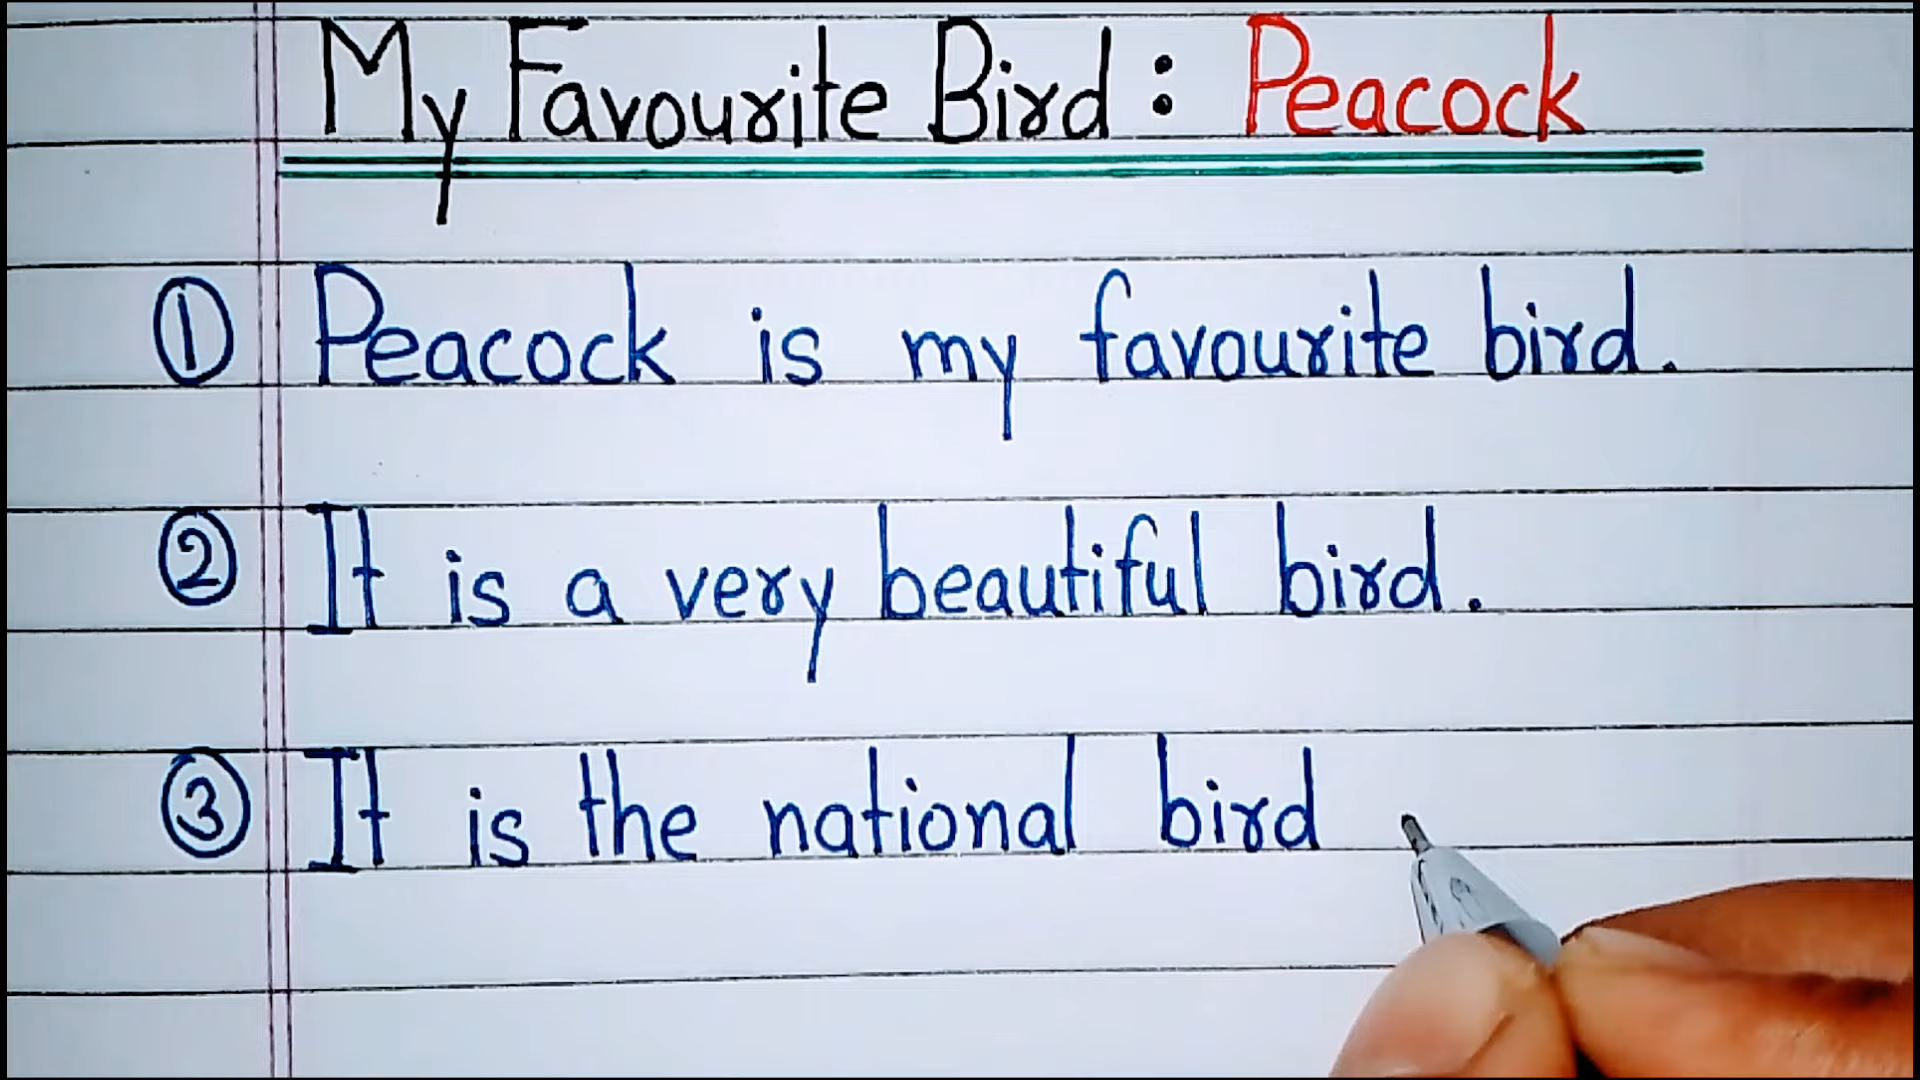 My Favourite Bird : Peacock
① Peacock is my favourite bird.
② It is a very beautiful bird.
③ It is the national bird